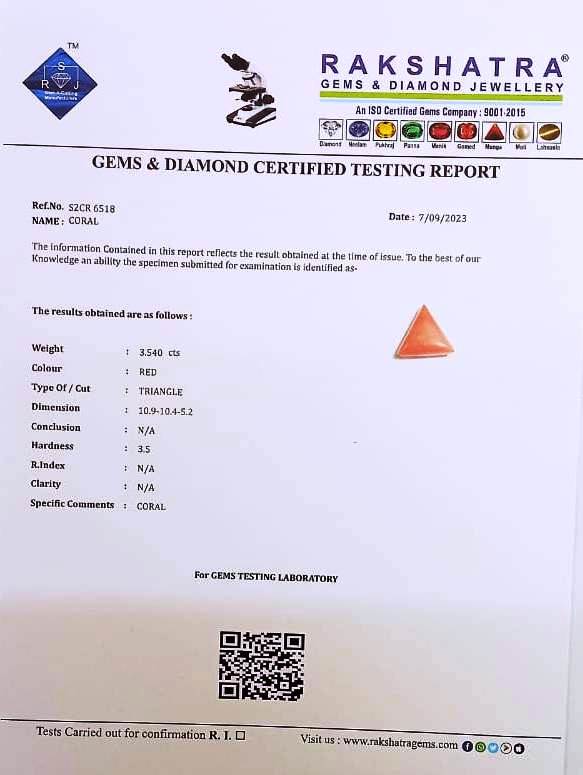 TM
S
R J
RAKSHATRA®
GEMS & DIAMOND JEWELLERY
An ISO Certified Gems Company : 9001-2015
Diamond Neelam Pukhraj Panna Manik Gomed Munga Moti Lahsunia
GEMS & DIAMOND CERTIFIED TESTING REPORT
Ref.No. S2CR 6518
NAME : CORAL
Date : 7/09/2023
The information Contained in this report reflects the result obtained at the time of issue. To the best of our
Knowledge an ability the specimen submitted for examination is identified as-
The results obtained are as follows :
Weight : 3.540 cts
Colour : RED
Type Of / Cut : TRIANGLE
Dimension : 10.9-10.4-5.2
Conclusion : N/A
Hardness : 3.5
R.Index : N/A
Clarity : N/A
Specific Comments : CORAL
For GEMS TESTING LABORATORY
Tests Carried out for confirmation R. I. ☐
Visit us : www.rakshatragems.com